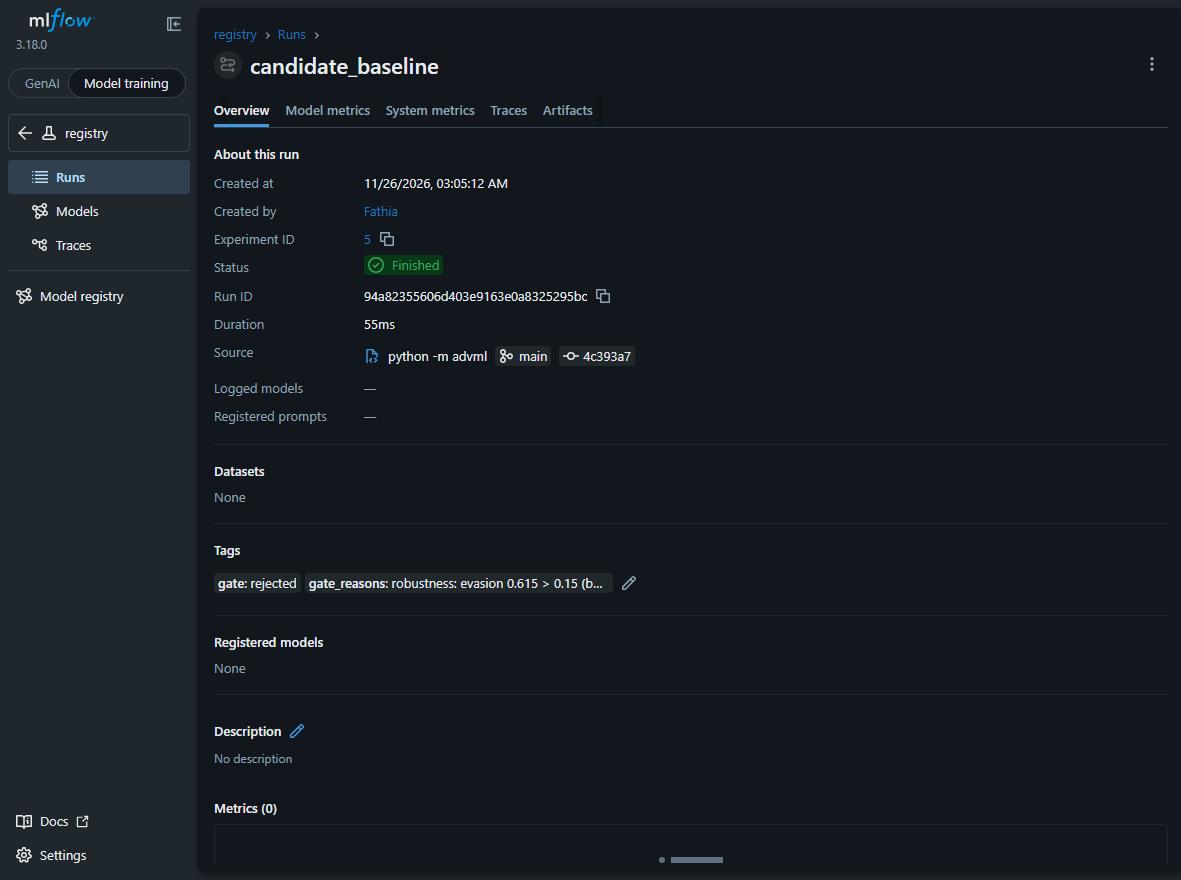 mlflow
3.18.0
GenAI Model training
registry
Runs
Models
Traces
Model registry
Docs
Settings
registry > Runs >
candidate_baseline
Overview Model metrics System metrics Traces Artifacts
About this run
Created at 11/26/2026, 03:05:12 AM
Created by Fathia
Experiment ID 5
Status Finished
Run ID 94a82355606d403e9163e0a8325295bc
Duration 55ms
Source python -m advml main 4c393a7
Logged models —
Registered prompts —
Datasets
None
Tags
gate: rejected gate_reasons: robustness: evasion 0.615 > 0.15 (b...
Registered models
None
Description
No description
Metrics (0)